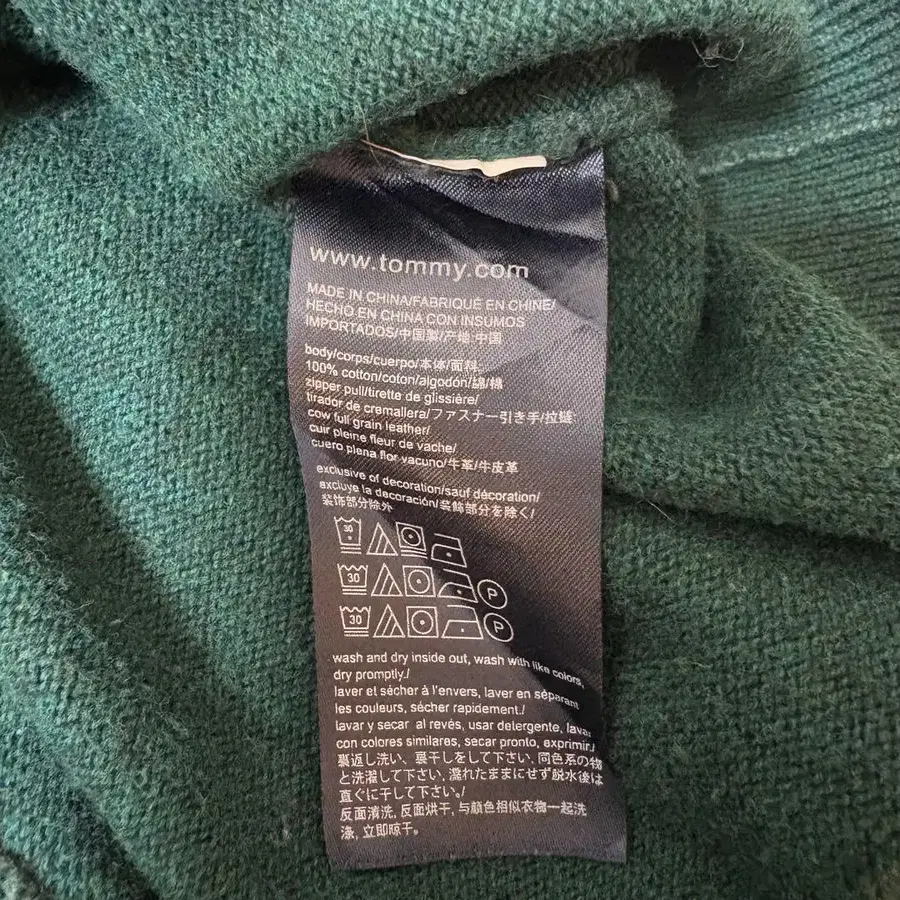 www.tommy.com
MADE IN CHINA/FABRIQUÉ EN CHINE/
HECHO EN CHINA CON INSUMOS
IMPORTADOS/中国製/产地:中国
body/corps/cuerpo/本体/面料:
100% cotton/coton/algodón/綿/棉
zipper pull/tirette de glissière/
tirador de cremallera/ファスナー引き手/拉链:
cow full grain leather/
cuir pleine fleur de vache/
cuero plena flor vacuno/牛革/牛皮革
exclusive of decoration/sauf décoration/
excluye la decoración/装飾部分を除く/
装饰部分除外
30
30 P
30 P
wash and dry inside out, wash with like colors,
dry promptly./
laver et sécher à l'envers, laver en séparant
les couleurs, sécher rapidement./
lavar y secar al revés, usar detergente, lavar
con colores similares, secar pronto, exprimir./
裏返し洗い、裏干しをして下さい, 同色系の物
と洗濯して下さい, 濡れたままにせず脱水後は
直ぐに干して下さい./
反面清洗, 反面烘干, 与颜色相似衣物一起洗
涤, 立即晾干。